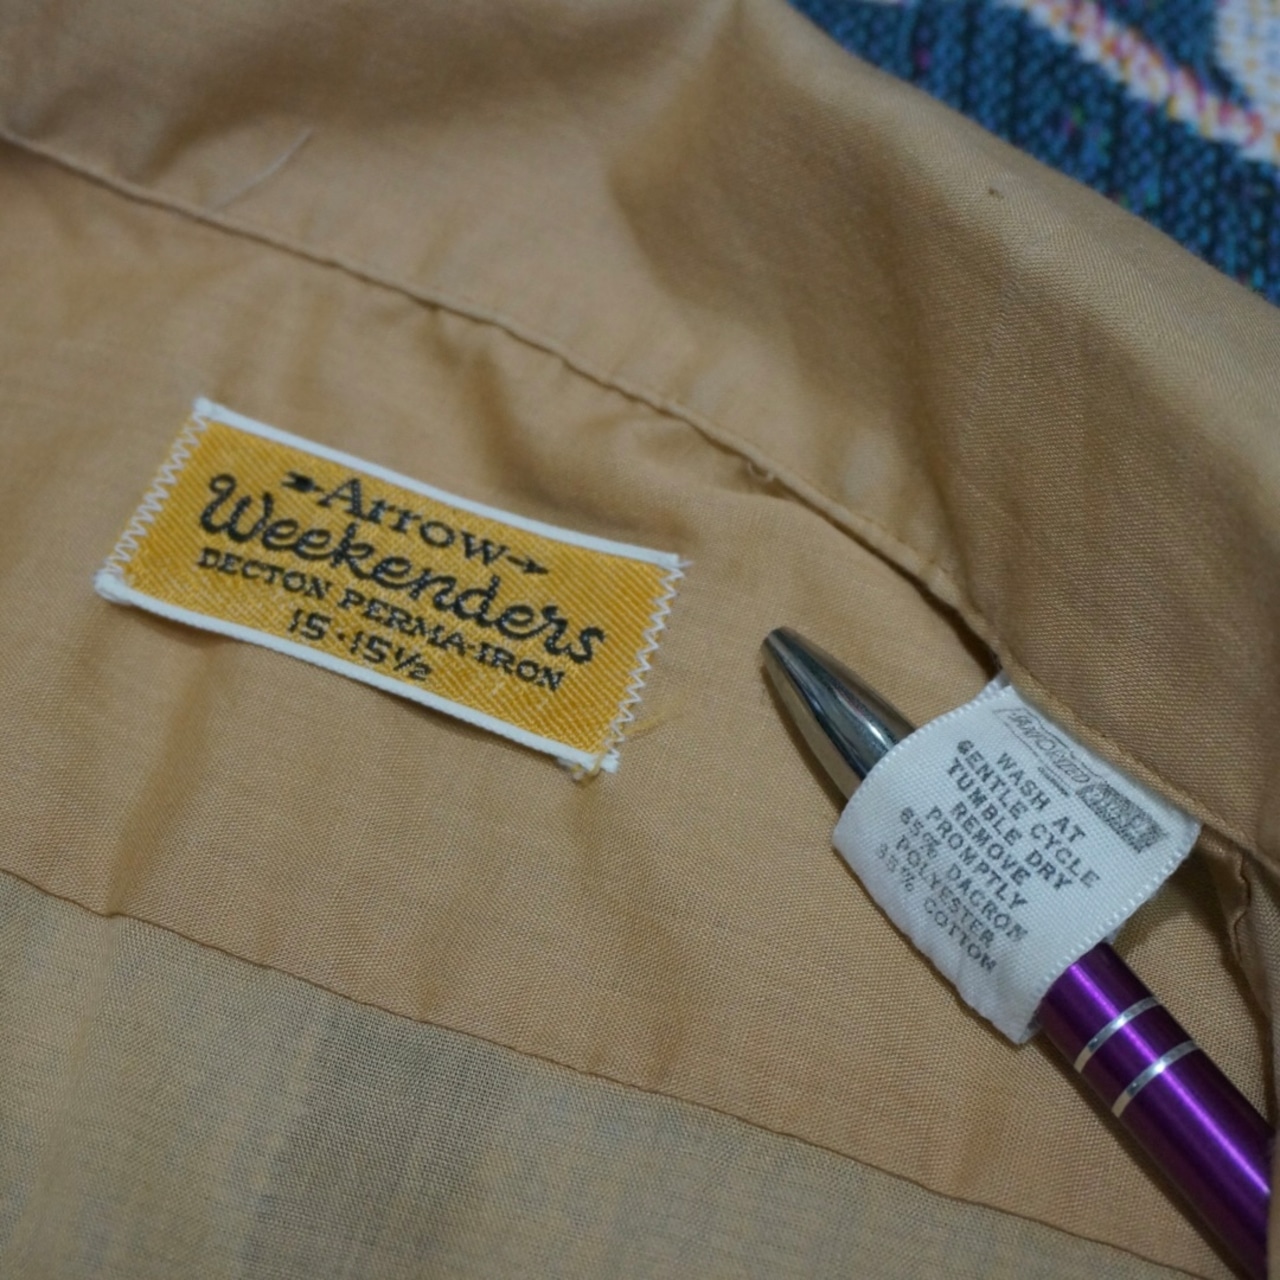 Arrow
Weekenders
DECTON PERMA-IRON
15-15½
SANFORIZED
WASH AT
GENTLE CYCLE
TUMBLE DRY
REMOVE
PROMPTLY
65% DACRON
POLYESTER
35% COTTON